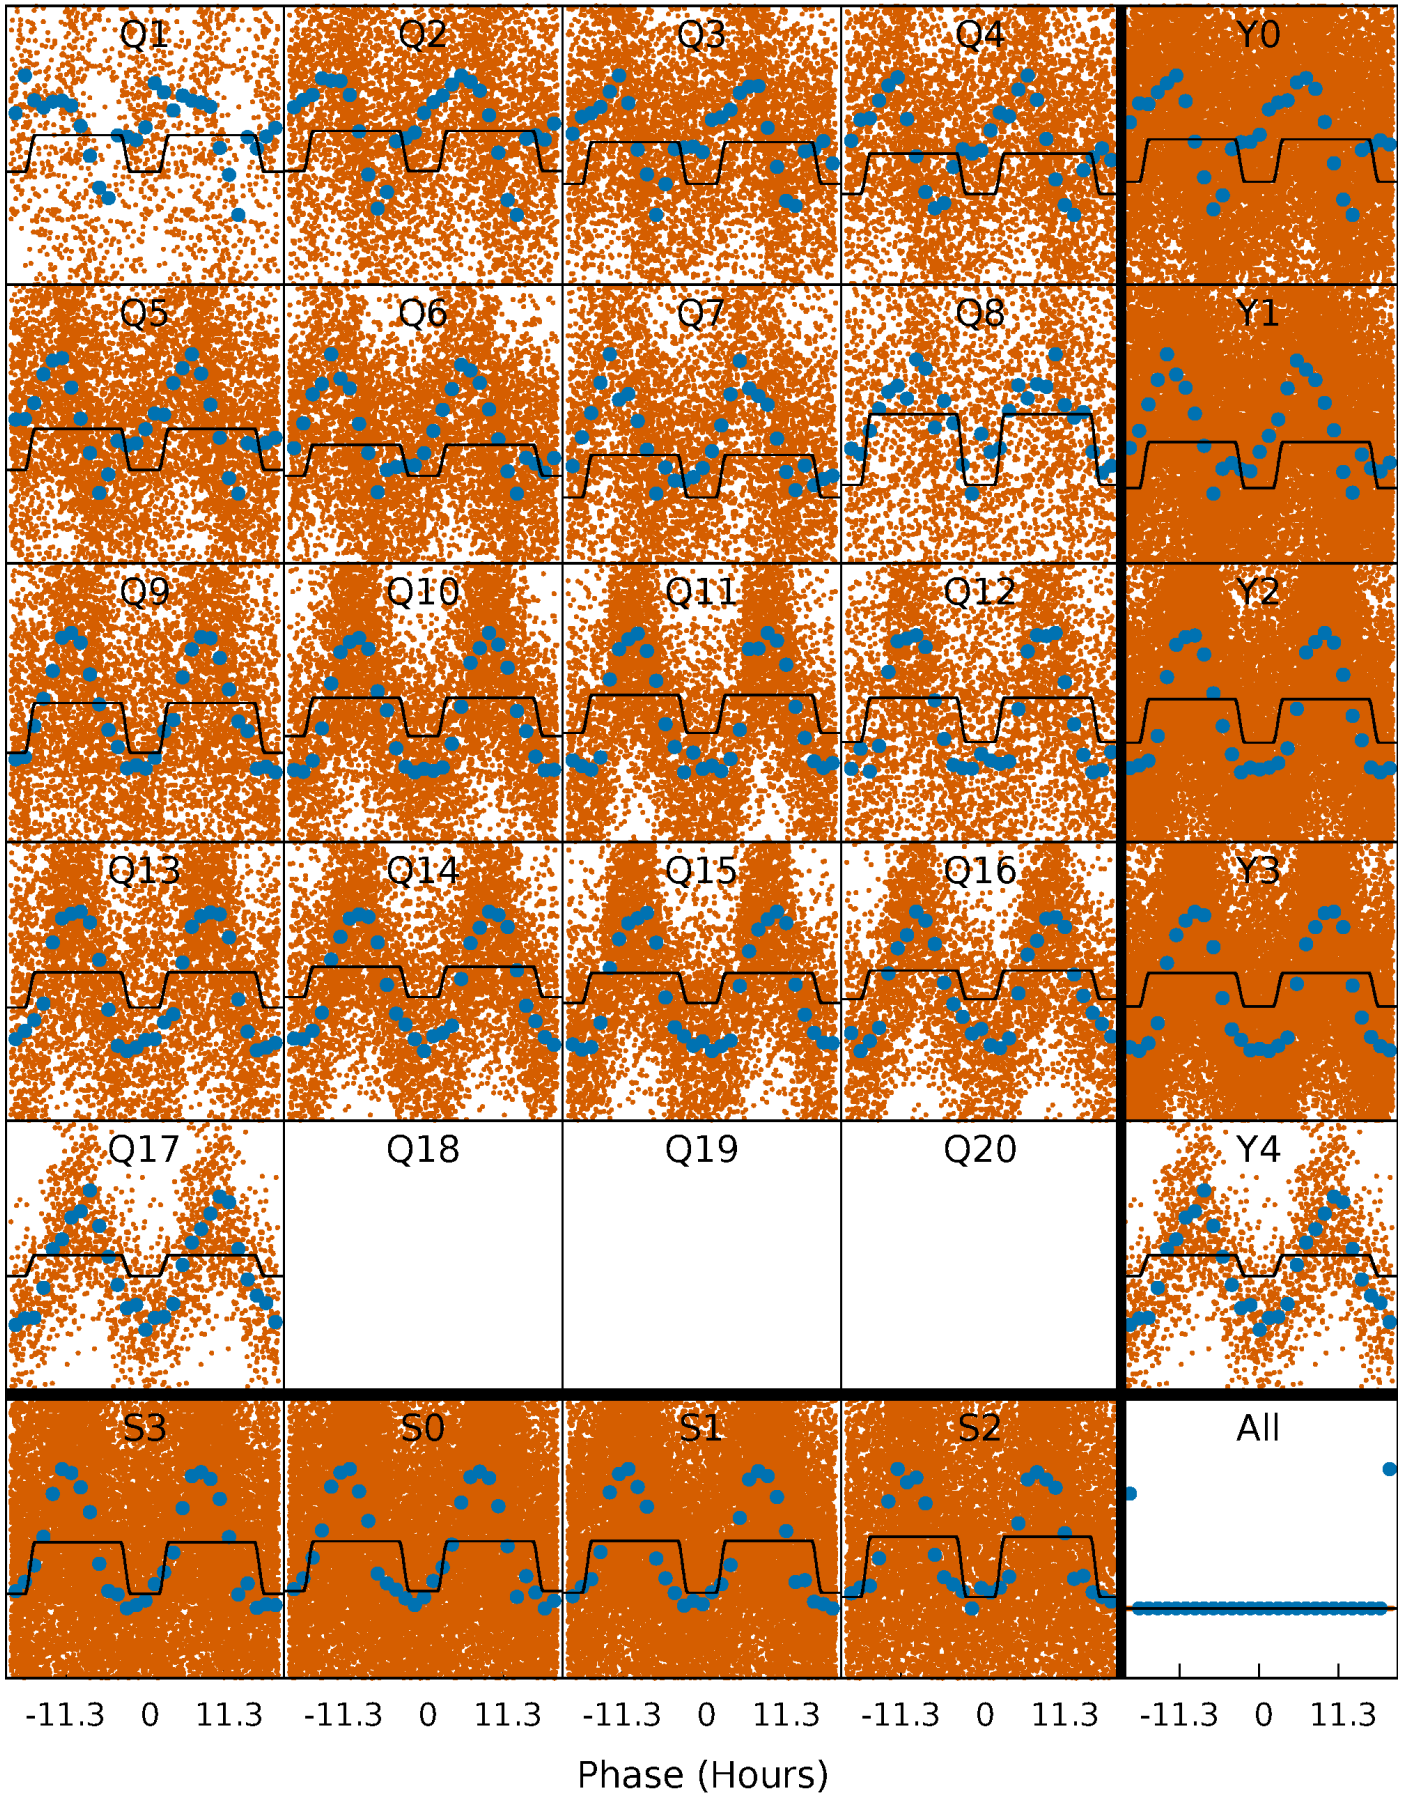 Q1 Q2 Q3 Q4 Y0
Q5 Q6 Q7 Q8 Y1
Q9 Q10 Q11 Q12 Y2
Q13 Q14 Q15 Q16 Y3
Q17 Q18 Q19 Q20 Y4
S3 S0 S1 S2 All
-11.3 0 11.3 -11.3 0 11.3 -11.3 0 11.3 -11.3 0 11.3 -11.3 0 11.3
Phase (Hours)